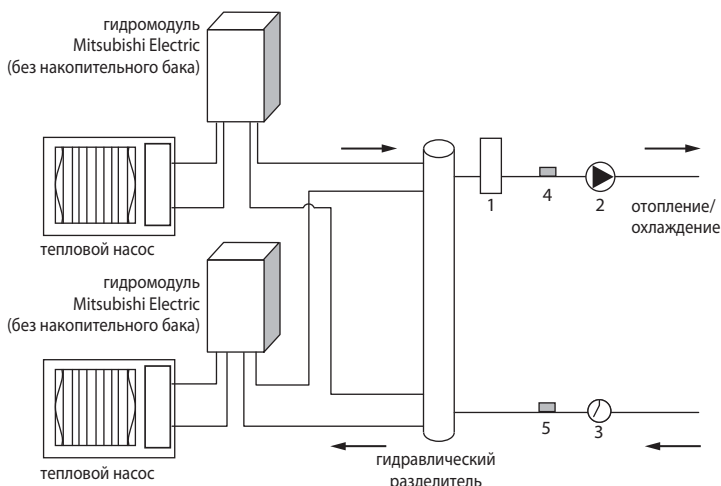 гидромодуль
Mitsubishi Electric
(без накопительного бака)
тепловой насос
гидромодуль
Mitsubishi Electric
(без накопительного бака)
тепловой насос
1
4
2
отопление/
охлаждение
5
3
гидравлический
разделитель